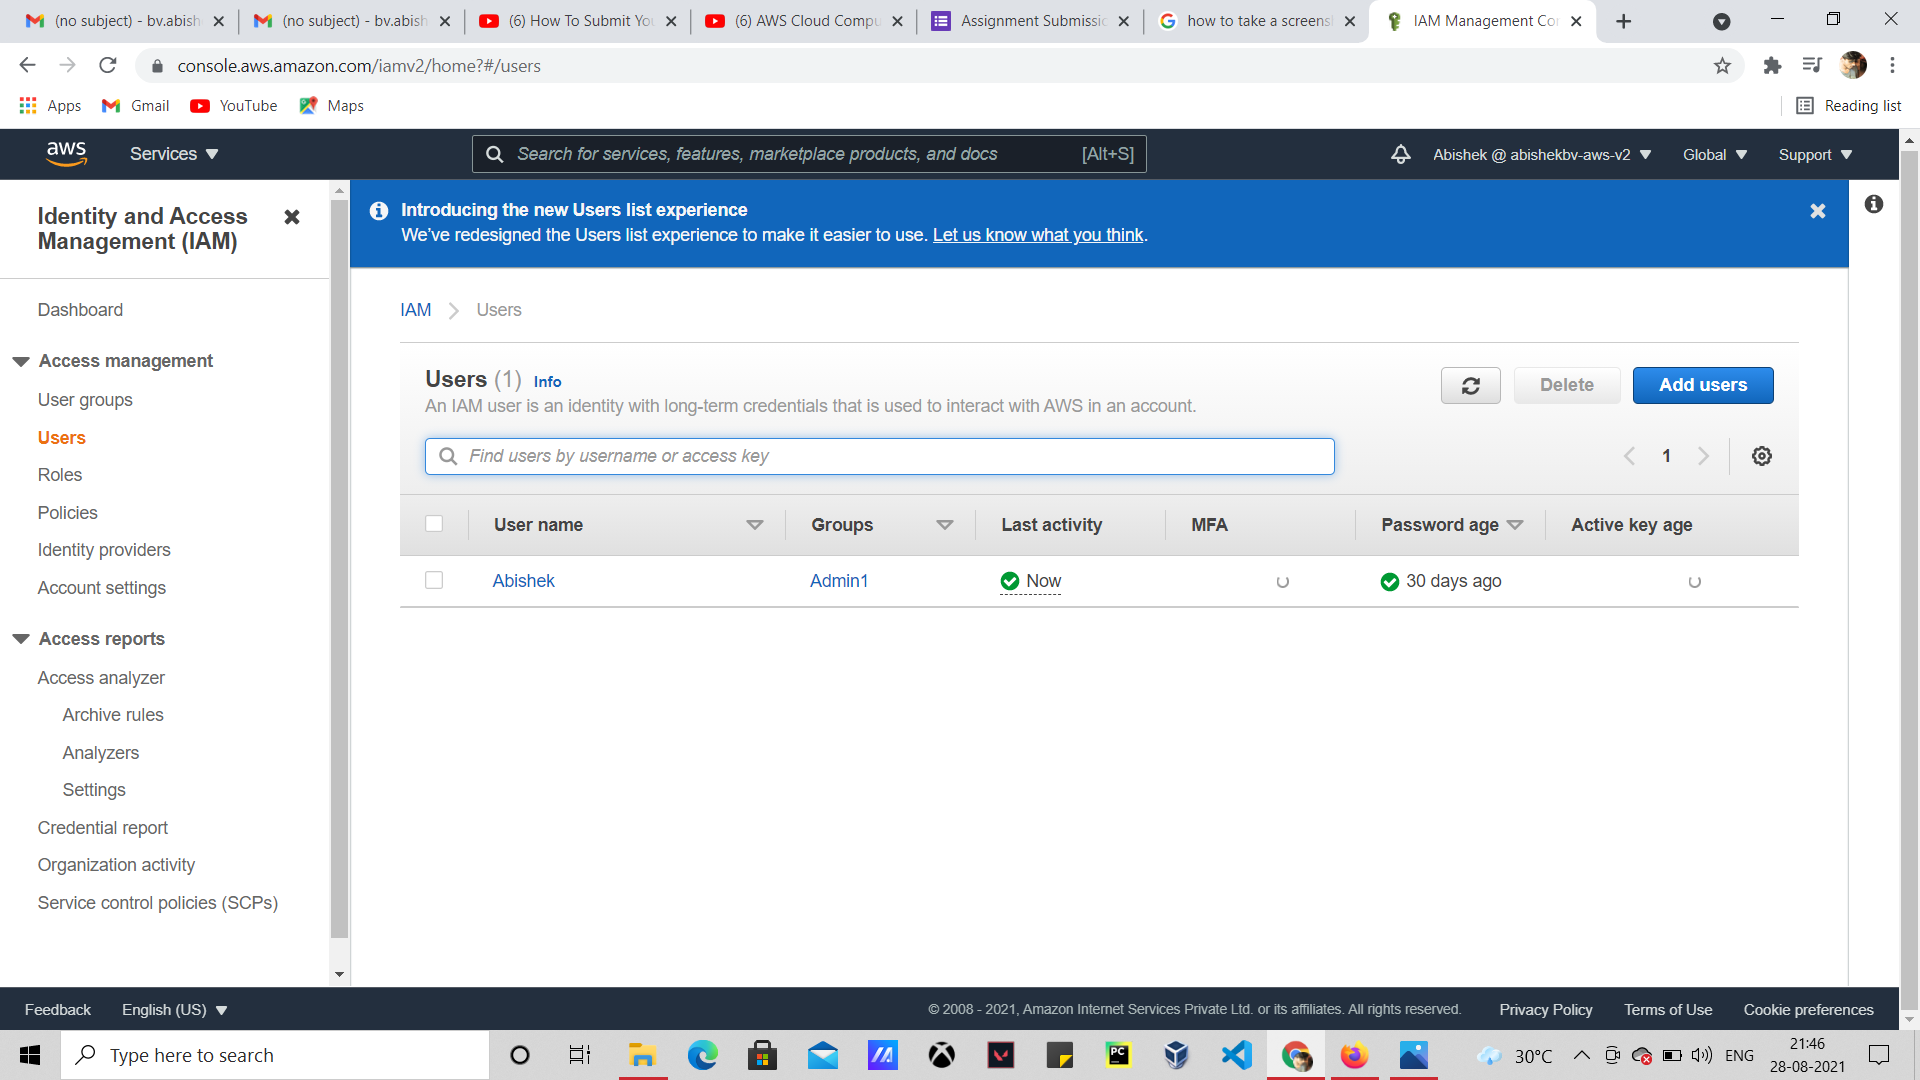 (no subject) - bv.abish
(no subject) - bv.abish
(6) How To Submit You
(6) AWS Cloud Compu
Assignment Submissio
how to take a screensh
IAM Management Con
console.aws.amazon.com/iamv2/home?#/users
Apps
Gmail
YouTube
Maps
Reading list
aws
Services
Search for services, features, marketplace products, and docs
[Alt+S]
Abishek @ abishekbv-aws-v2
Global
Support
Identity and Access
Management (IAM)
Introducing the new Users list experience
We've redesigned the Users list experience to make it easier to use. Let us know what you think.
Dashboard
Access management
User groups
Users
Roles
Policies
Identity providers
Account settings
Access reports
Access analyzer
Archive rules
Analyzers
Settings
Credential report
Organization activity
Service control policies (SCPs)
IAM
Users
Users (1) Info
An IAM user is an identity with long-term credentials that is used to interact with AWS in an account.
Delete
Add users
Find users by username or access key
1
User name
Groups
Last activity
MFA
Password age
Active key age
Abishek
Admin1
Now
30 days ago
Feedback
English (US)
© 2008 - 2021, Amazon Internet Services Private Ltd. or its affiliates. All rights reserved.
Privacy Policy
Terms of Use
Cookie preferences
Type here to search
PC
30°C
ENG
21:46
28-08-2021